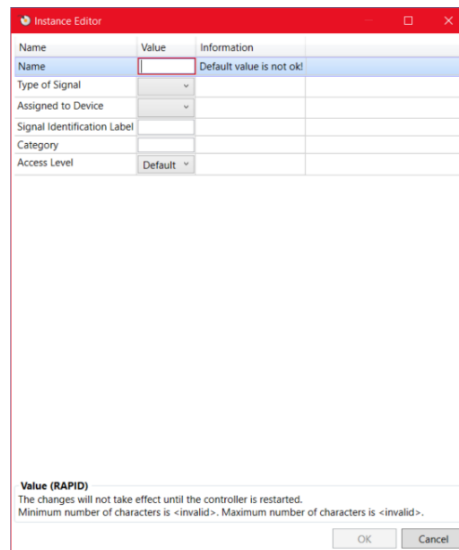 Instance Editor
Name Value Information
Name Default value is not ok!
Type of Signal
Assigned to Device
Signal Identification Label
Category
Access Level Default
Value (RAPID)
The changes will not take effect until the controller is restarted.
Minimum number of characters is <invalid>. Maximum number of characters is <invalid>.
OK Cancel